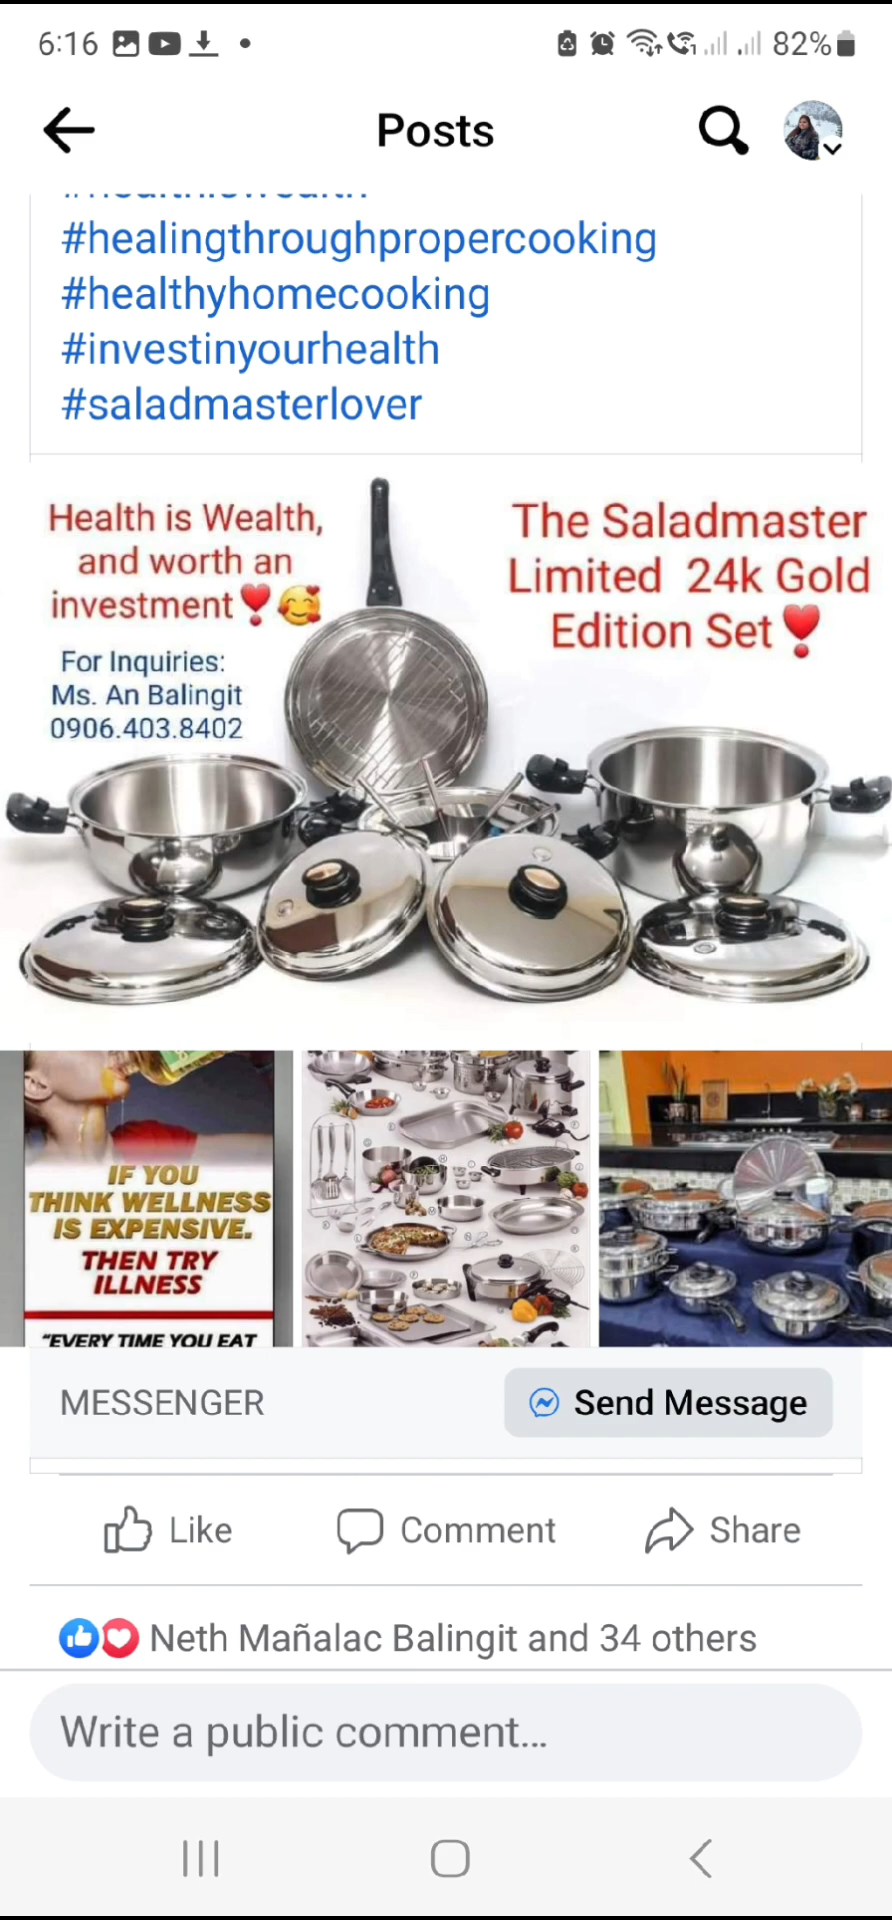 6:16
82%
Posts
#healingthroughpropercooking
#healthyhomecooking
#investinyourhealth
#saladmasterlover
Health is Wealth,
and worth an
investment❣️🥰
For Inquiries:
Ms. An Balingit
0906.403.8402
The Saladmaster
Limited 24k Gold
Edition Set❣️
IF YOU
THINK WELLNESS
IS EXPENSIVE.
THEN TRY
ILLNESS
"EVERY TIME YOU EAT
MESSENGER
Send Message
Like
Comment
Share
Neth Mañalac Balingit and 34 others
Write a public comment...